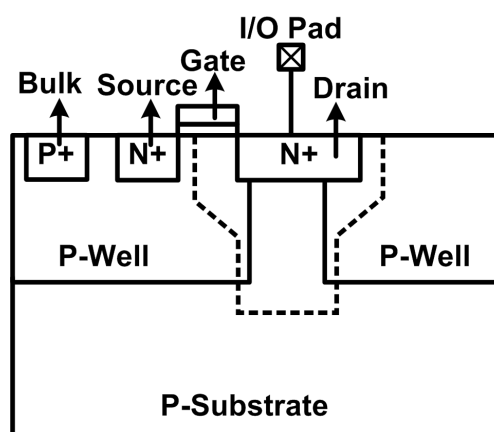 I/O Pad
Gate
Bulk Source Drain
P+ N+ N+
P-Well P-Well
P-Substrate